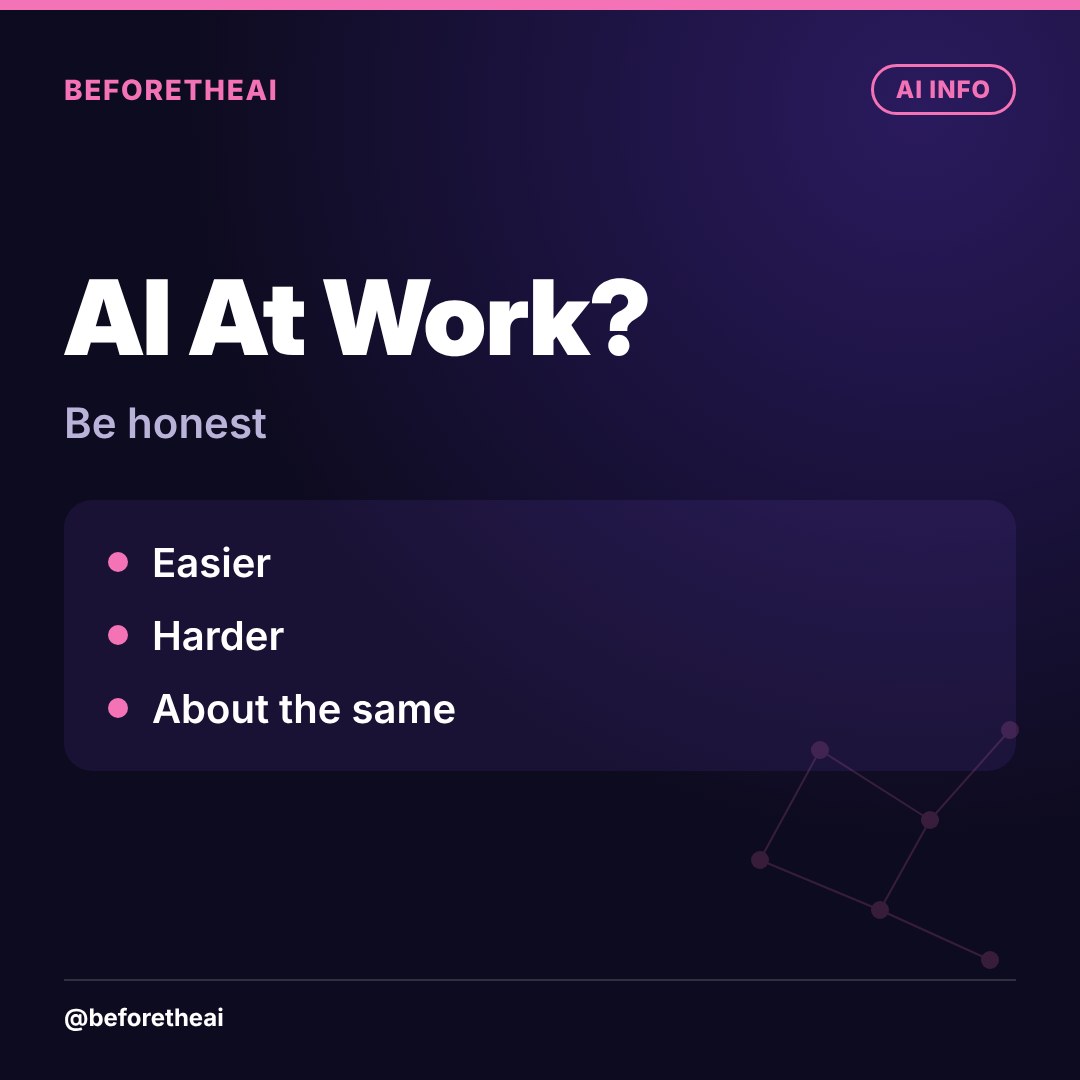 BEFORETHEAI
AI INFO
AI At Work?
Be honest
Easier
Harder
About the same
@beforetheai